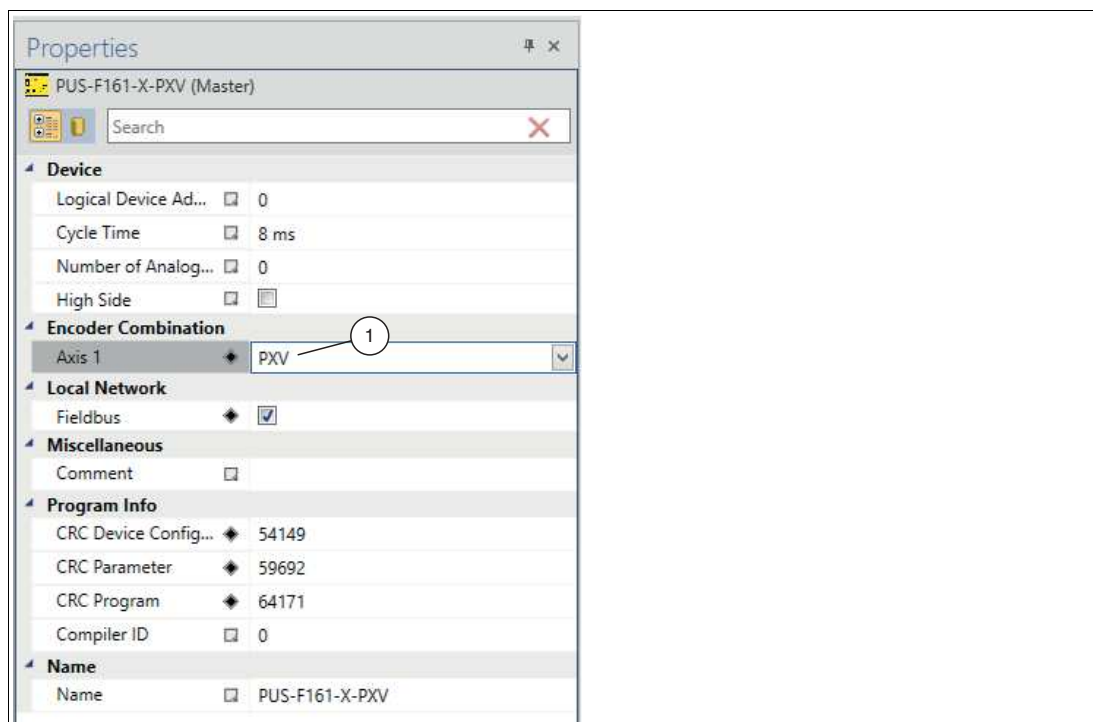 Properties
PUS-F161-X-PXV (Master)
Search
Device
Logical Device Ad... 0
Cycle Time 8 ms
Number of Analog... 0
High Side
Encoder Combination
1
Axis 1 PXV
Local Network
Fieldbus
Miscellaneous
Comment
Program Info
CRC Device Config... 54149
CRC Parameter 59692
CRC Program 64171
Compiler ID 0
Name
Name PUS-F161-X-PXV